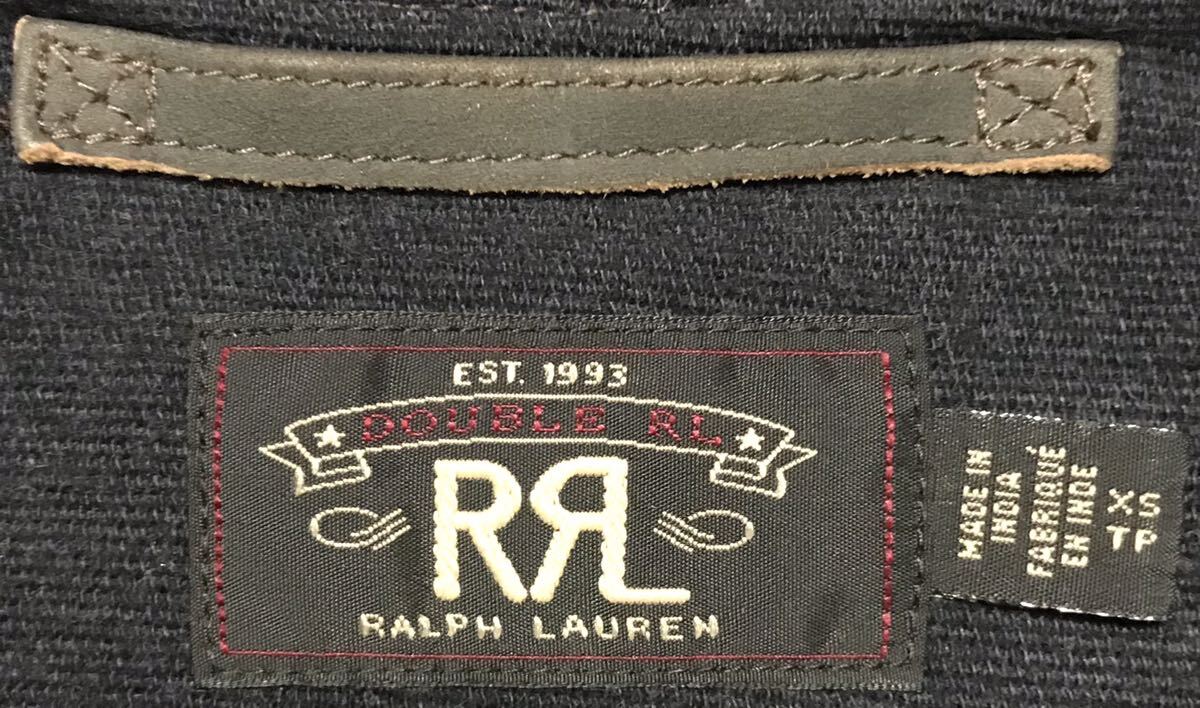 EST. 1993
DOUBLE RL
RRL
RALPH LAUREN
MADE IN
INDIA
FABRIQUÉ
EN INDE
XS
TP